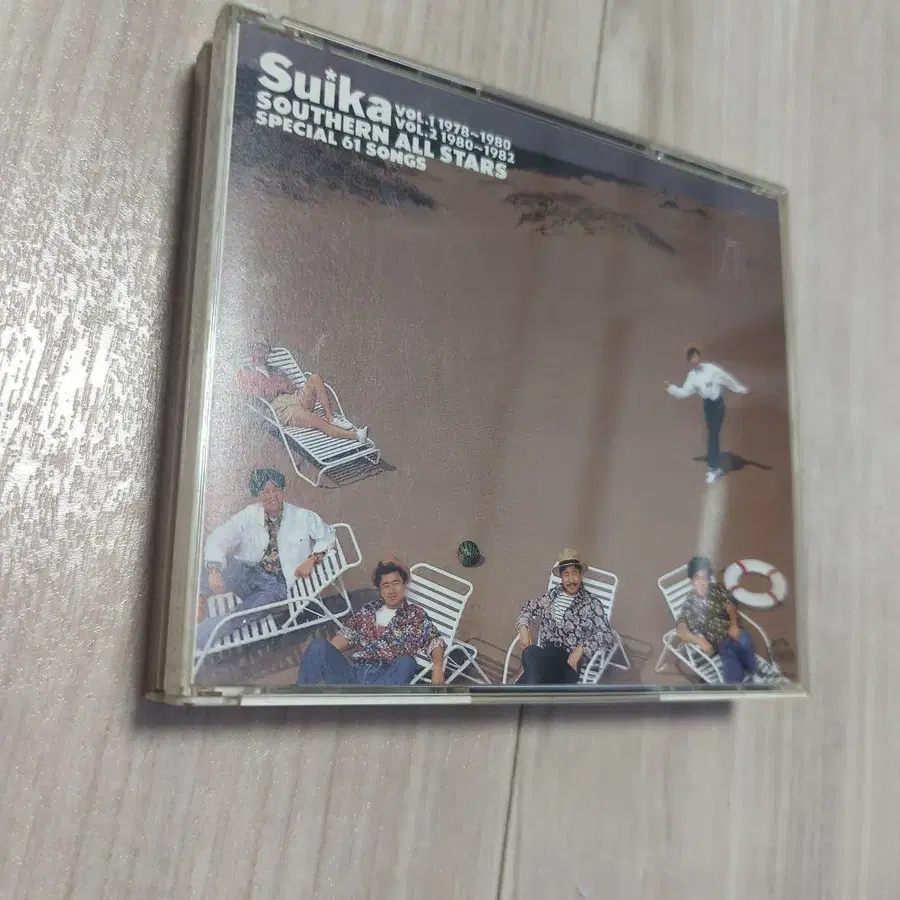 Suika
VOL.1 1978~1980
VOL.2 1980~1982
SOUTHERN ALL STARS
SPECIAL 61 SONGS